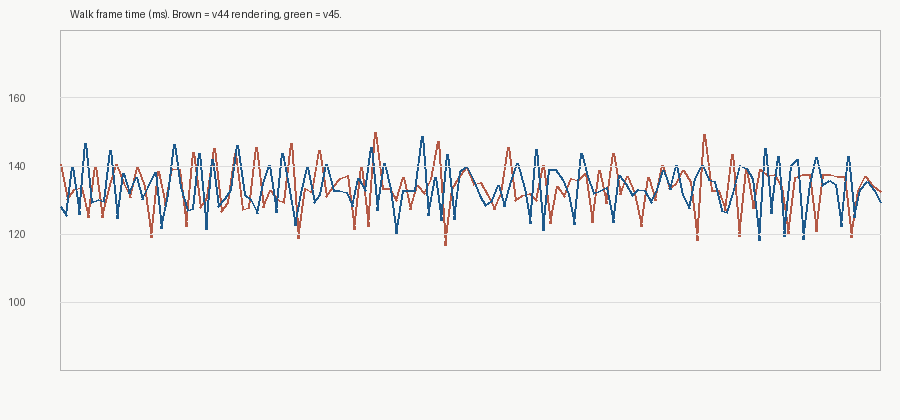 Walk frame time (ms). Brown = v44 rendering, green = v45.
160
140
120
100